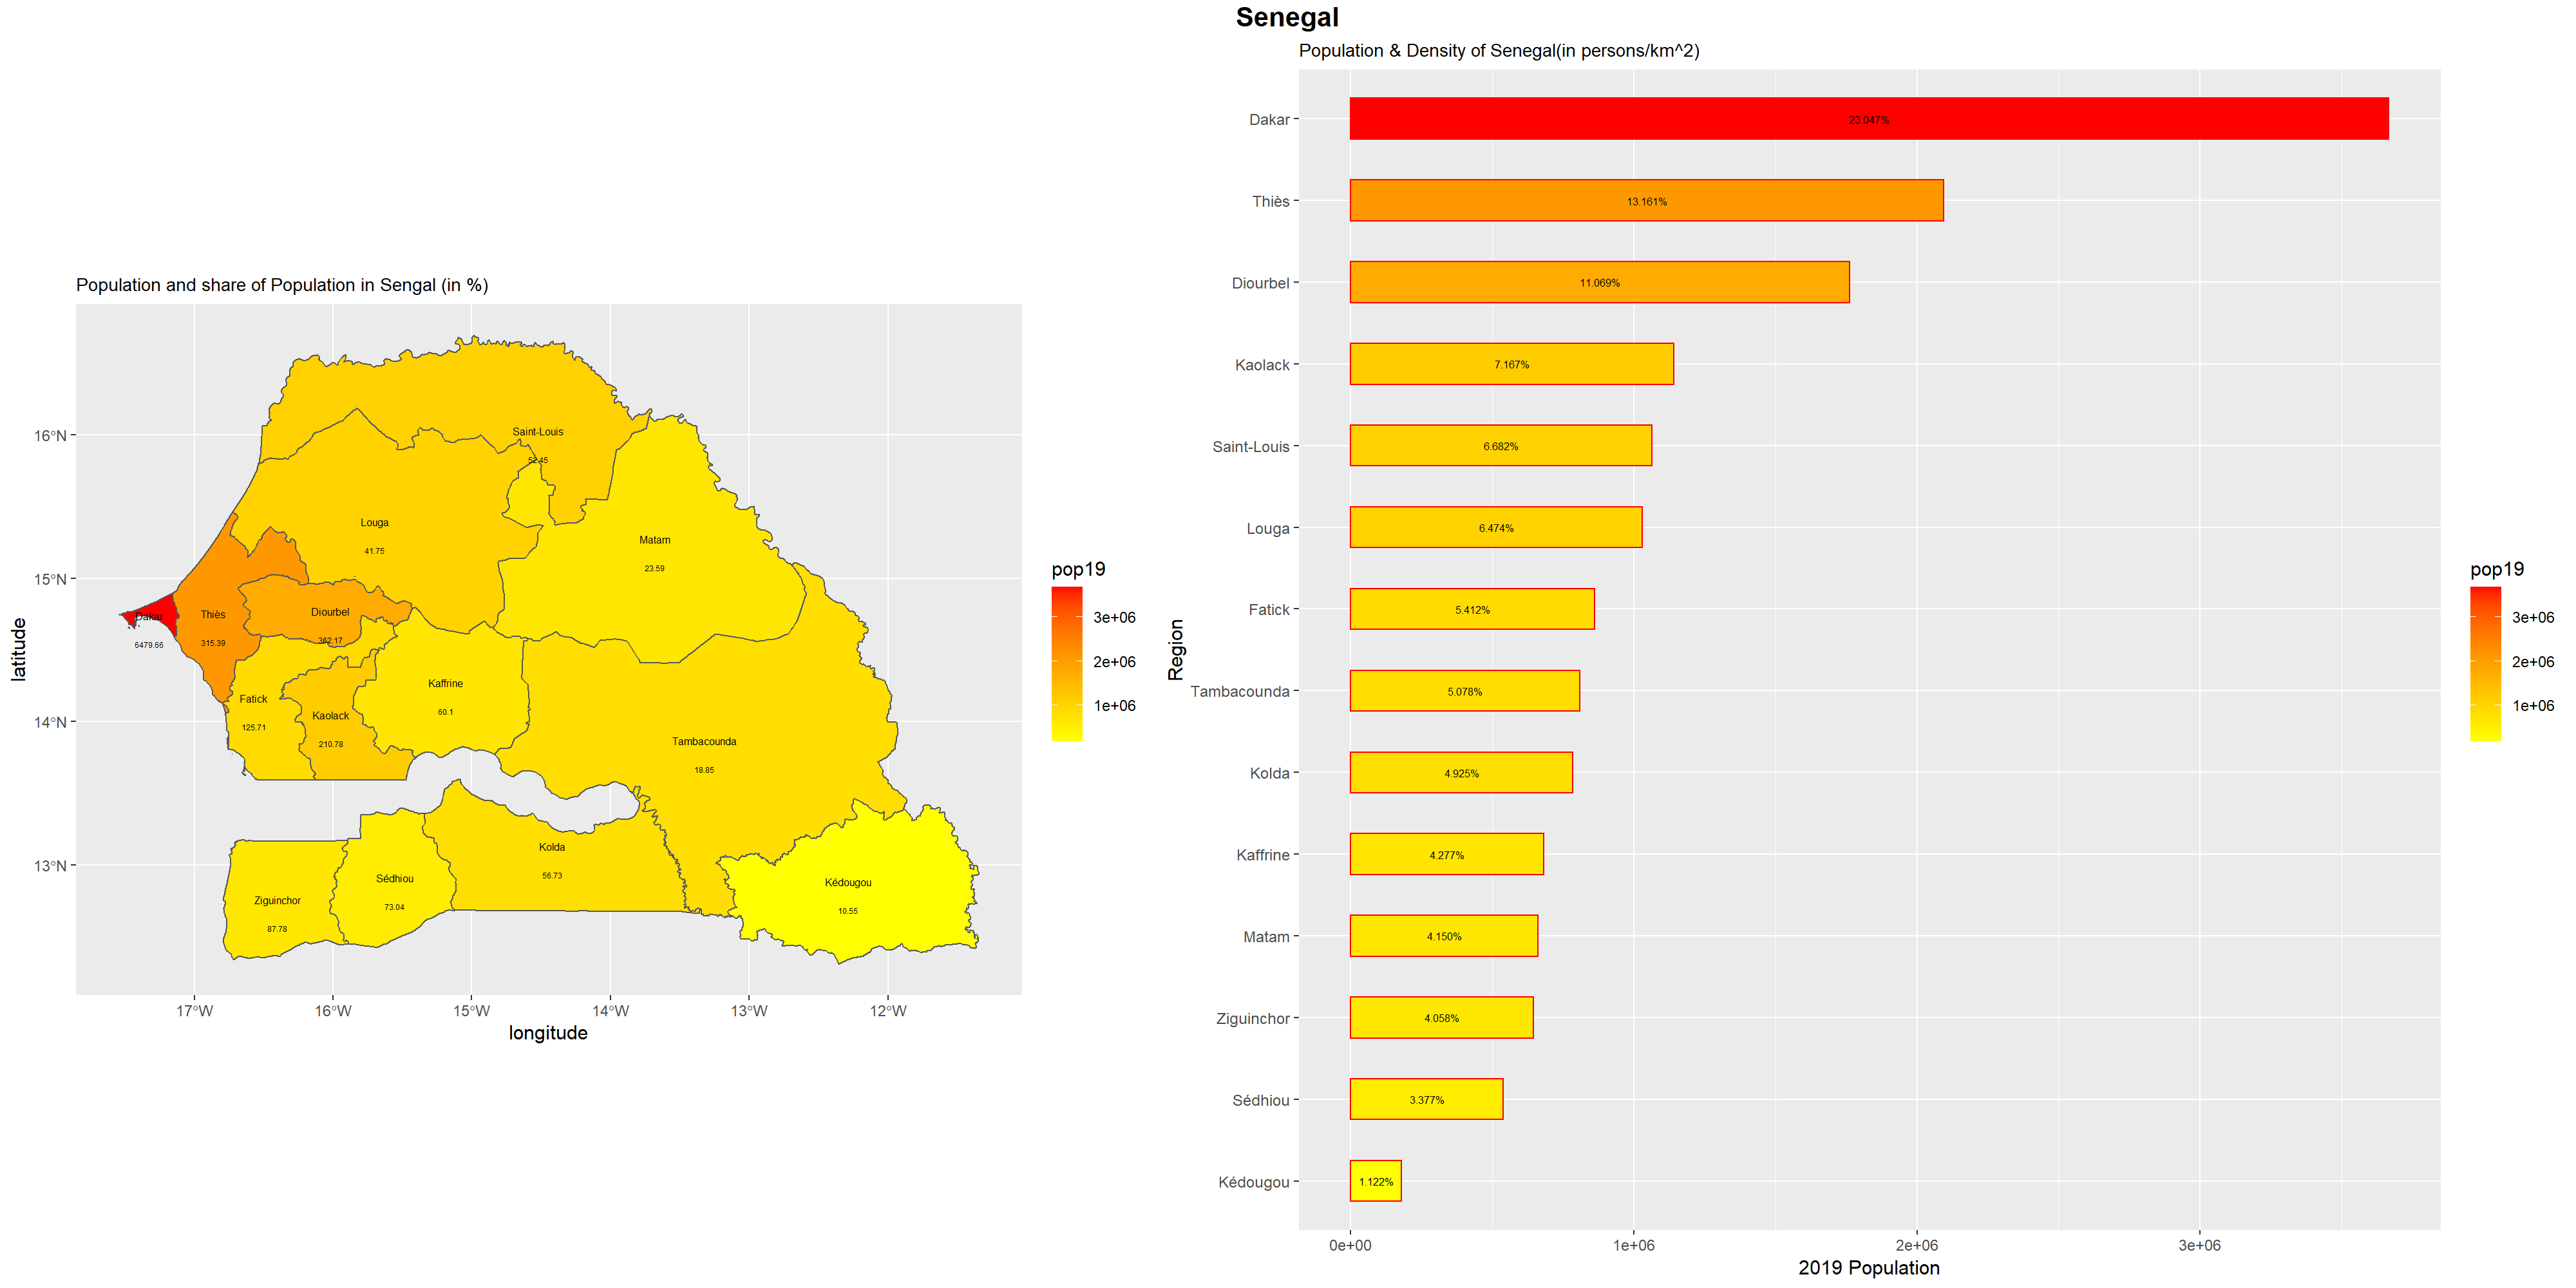 Senegal
Population and share of Population in Sengal (in %)
latitude
16°N
15°N
14°N
13°N
Saint-Louis
52.45
Louga
41.75
Matam
23.59
Dakar
6479.66
Thiès
315.39
Diourbel
362.17
Fatick
125.71
Kaolack
210.78
Kaffrine
60.1
Tambacounda
18.85
Kolda
56.73
Sédhiou
73.04
Ziguinchor
87.78
Kédougou
10.55
17°W 16°W 15°W 14°W 13°W 12°W
longitude
pop19
3e+06
2e+06
1e+06
Population & Density of Senegal(in persons/km^2)
Region
Dakar 23.047%
Thiès 13.161%
Diourbel 11.069%
Kaolack 7.167%
Saint-Louis 6.682%
Louga 6.474%
Fatick 5.412%
Tambacounda 5.078%
Kolda 4.925%
Kaffrine 4.277%
Matam 4.150%
Ziguinchor 4.058%
Sédhiou 3.377%
Kédougou 1.122%
0e+00 1e+06 2e+06 3e+06
2019 Population
pop19
3e+06
2e+06
1e+06